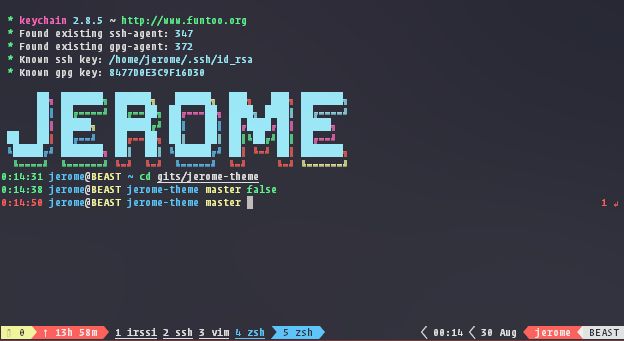 * keychain 2.8.5 ~ http://www.funtoo.org
* Found existing ssh-agent: 347
* Found existing gpg-agent: 372
* Known ssh key: /home/jerome/.ssh/id_rsa
* Known gpg key: 8477D0E3C9F16D30
JEROME
0:14:31 jerome@BEAST ~ cd gits/jerome-theme
0:14:38 jerome@BEAST jerome-theme master false
0:14:50 jerome@BEAST jerome-theme master 1 ↲
0 ↑ 13h 58m 1 irssi 2 ssh 3 vim 4 zsh 5 zsh 00:14 30 Aug jerome BEAST